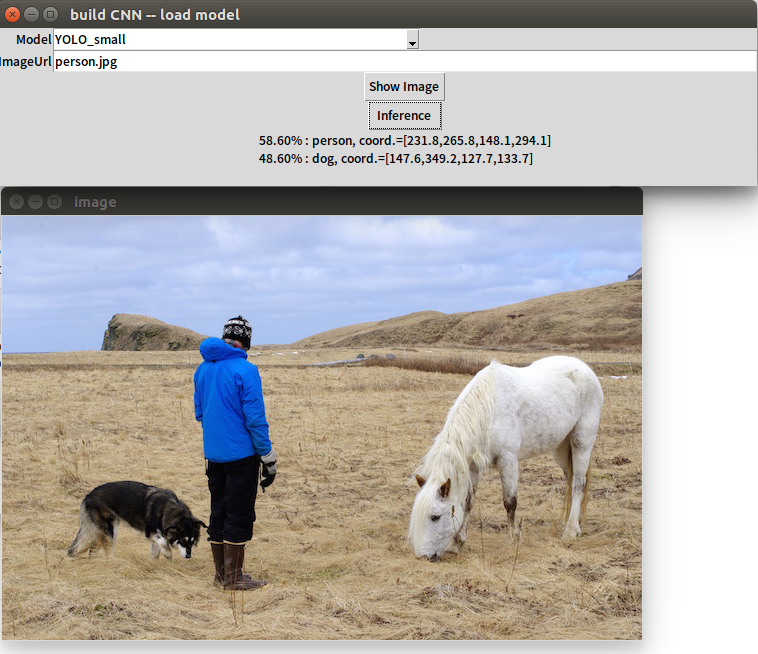 build CNN -- load model
Model YOLO_small
ImageUrl person.jpg
Show Image
Inference
58.60% : person, coord.=[231.8,265.8,148.1,294.1]
48.60% : dog, coord.=[147.6,349.2,127.7,133.7]
image